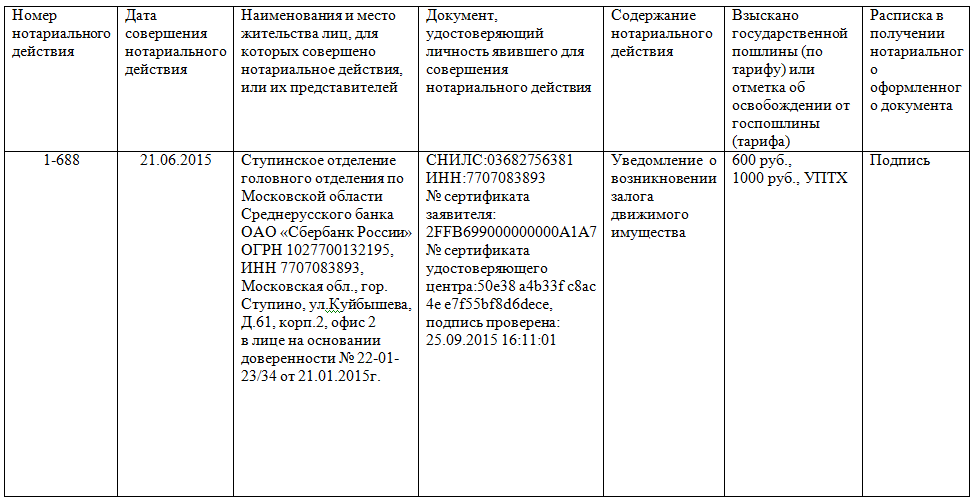 Номер
нотариального
действия
Дата
совершения
нотариального
действия
Наименования и место
жительства лиц, для
которых совершено
нотариальное действия,
или их представителей
Документ,
удостоверяющий
личность явившего для
совершения
нотариального действия
Содержание
нотариального
действия
Взыскано
государственной
пошлины (по
тарифу) или
отметка об
освобождении от
госпошлины
(тарифа)
Расписка в
получении
нотариальног
о
оформленног
о документа
1-688
21.06.2015
Ступинское отделение
головного отделения по
Московской области
Среднерусского банка
ОАО «Сбербанк России»
ОГРН 1027700132195,
ИНН 7707083893,
Московская обл., гор.
Ступино, ул.Куйбышева,
Д.61, корп.2, офис 2
в лице на основании
доверенности № 22-01-
23/34 от 21.01.2015г.
СНИЛС:03682756381
ИНН:7707083893
№ сертификата
заявителя:
2FFB699000000000A1A7
№ сертификата
удостоверяющего
центра:50e38 a4b33f c8ac
4e e7f55bf8d6dece,
подпись проверена:
25.09.2015 16:11:01
Уведомление о
возникновении
залога
движимого
имущества
600 руб.,
1000 руб., УПТХ
Подпись